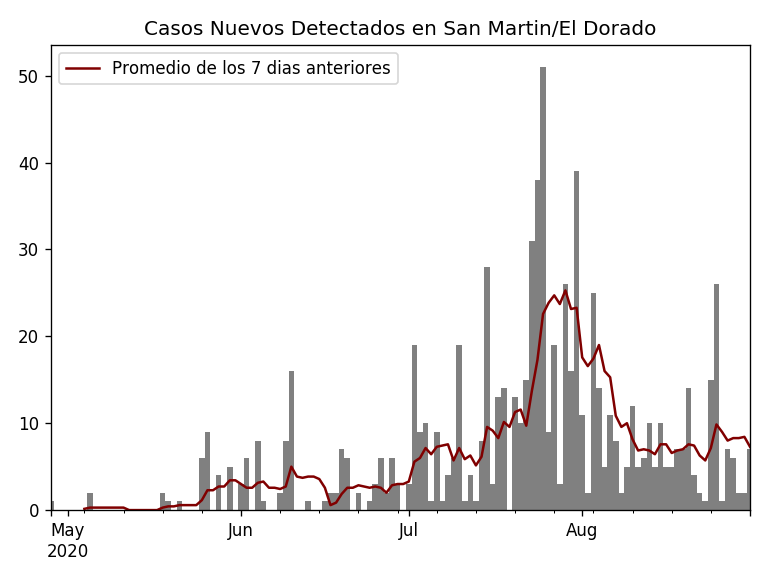 Casos Nuevos Detectados en San Martin/El Dorado
Promedio de los 7 dias anteriores
50
40
30
20
10
0
May Jun Jul Aug
2020